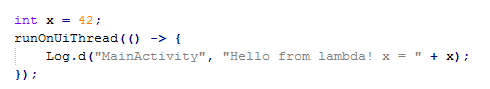 int x = 42;
runOnUiThread(() -> {
    Log.d("MainActivity", "Hello from lambda! x = " + x);
});